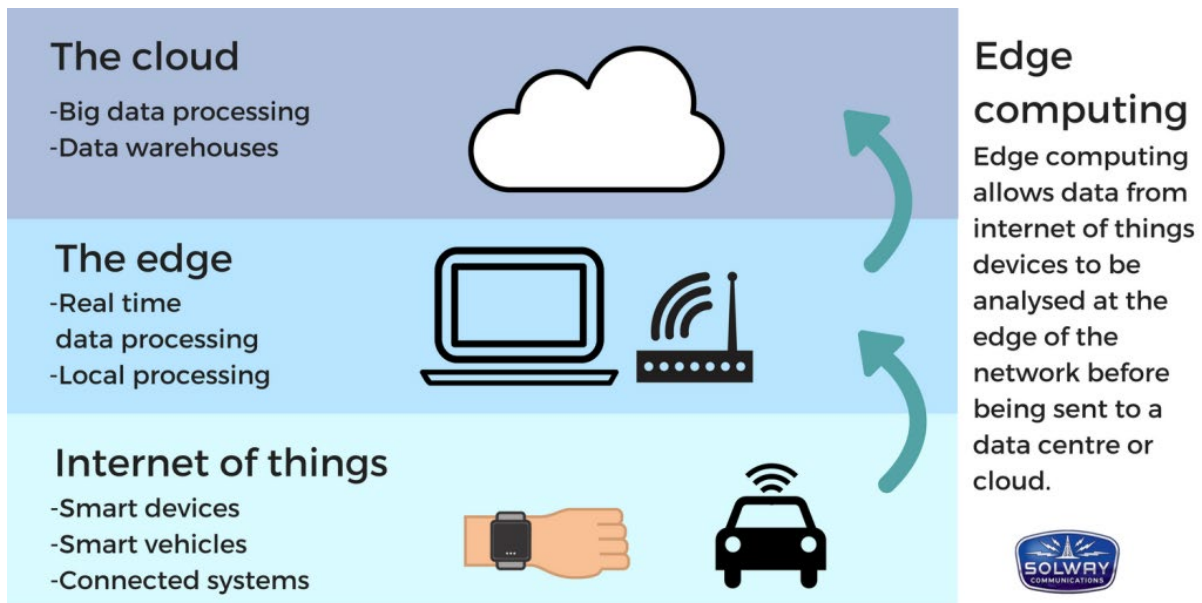 The cloud
-Big data processing
-Data warehouses
The edge
-Real time
data processing
-Local processing
Internet of things
-Smart devices
-Smart vehicles
-Connected systems
Edge
computing
Edge computing
allows data from
internet of things
devices to be
analysed at the
edge of the
network before
being sent to a
data centre or
cloud.
SOLWAY
COMMUNICATIONS